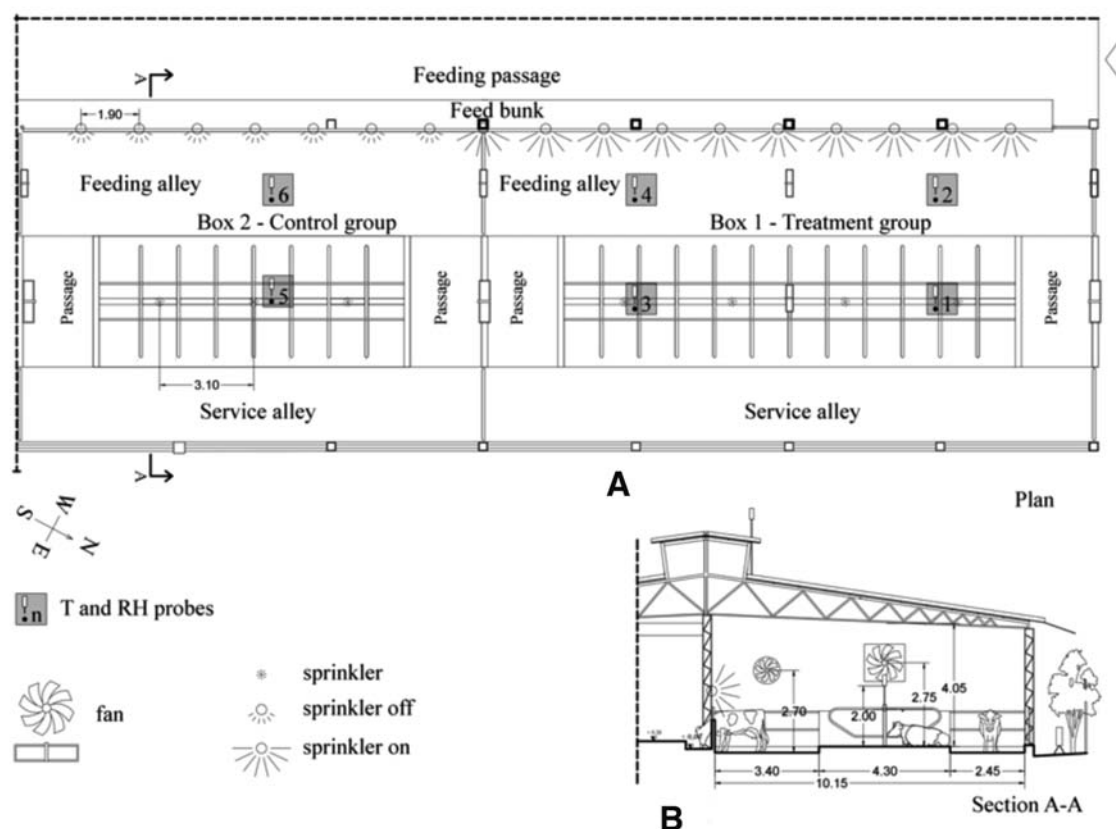 Feeding passage
A
Feed bunk
1.90
Feeding alley
6
Feeding alley
4
2
Box 2 - Control group
Box 1 - Treatment group
Passage
5
Passage
3
1
Passage
3.10
Service alley
Service alley
A
A
Plan
W
S
N
E
n
T and RH probes
fan
sprinkler
sprinkler off
sprinkler on
4.05
2.75
2.70
2.00
3.40
4.30
2.45
10.15
Section A-A
B